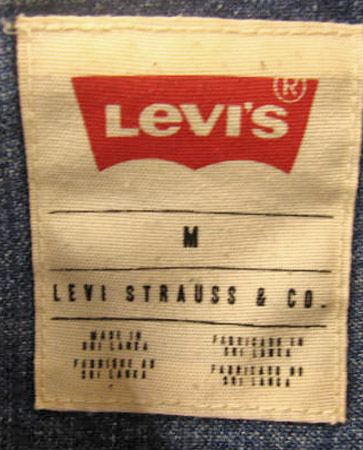 Levi's ®
M
LEVI STRAUSS & CO.
MADE IN
SRI LANKA
FABRIQUE AU
SRI LANKA
FABRICADO EN
SRI LANKA
FABRICADO NO
SRI LANKA